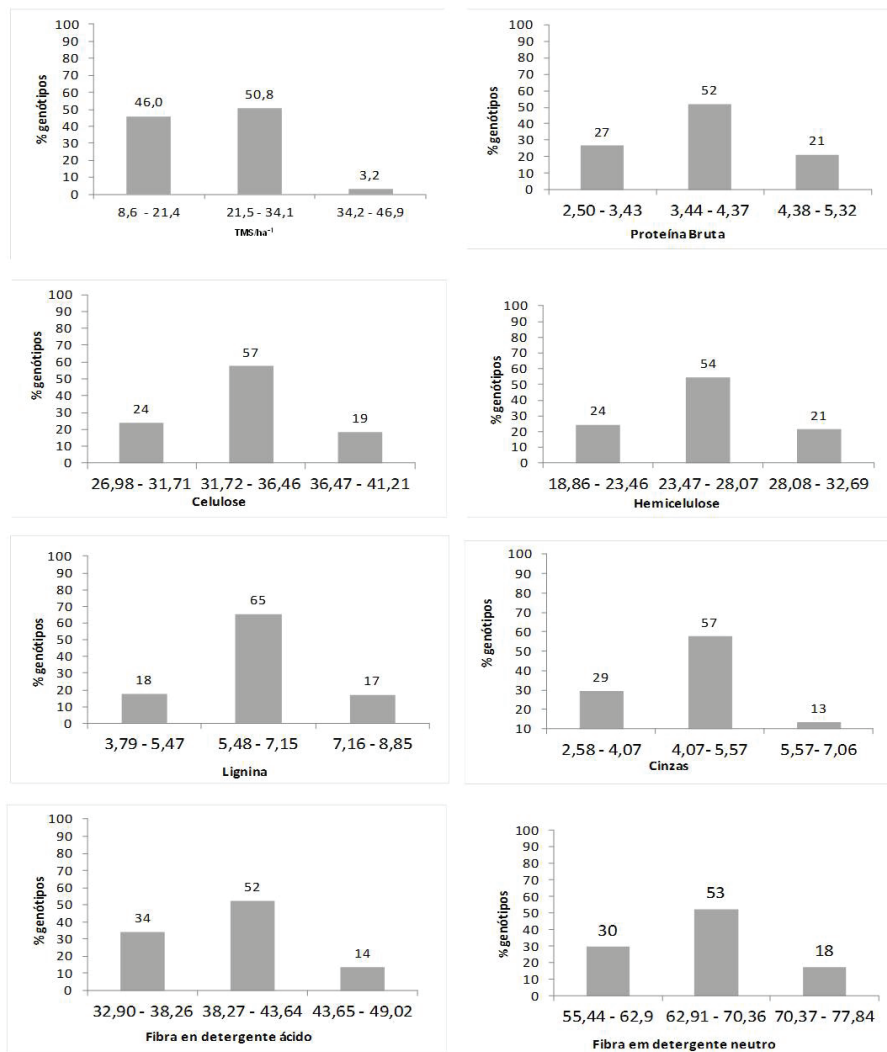 100
90
80
70
60
50
40
30
20
10
0
% genótipos
46,0
50,8
3,2
8,6 - 21,4
21,5 - 34,1
34,2 - 46,9
TMS/ha⁻¹
100
90
80
70
60
50
40
30
20
10
0
% genótipos
27
52
21
2,50 - 3,43
3,44 - 4,37
4,38 - 5,32
Proteína Bruta
100
90
80
70
60
50
40
30
20
10
0
% genótipos
24
57
19
26,98 - 31,71
31,72 - 36,46
36,47 - 41,21
Celulose
100
90
80
70
60
50
40
30
20
10
0
% genótipos
24
54
21
18,86 - 23,46
23,47 - 28,07
28,08 - 32,69
Hemicelulose
100
90
80
70
60
50
40
30
20
10
0
% genótipos
18
65
17
3,79 - 5,47
5,48 - 7,15
7,16 - 8,85
Lignina
100
90
80
70
60
50
40
30
20
10
% genótipos
29
57
13
2,58 - 4,07
4,07- 5,57
5,57- 7,06
Cinzas
100
90
80
70
60
50
40
30
20
10
0
% genótipos
34
52
14
32,90 - 38,26
38,27 - 43,64
43,65 - 49,02
Fibra en detergente ácido
100
90
80
70
60
50
40
30
20
10
0
% genótipos
30
53
18
55,44 - 62,9
62,91 - 70,36
70,37 - 77,84
Fibra em detergente neutro